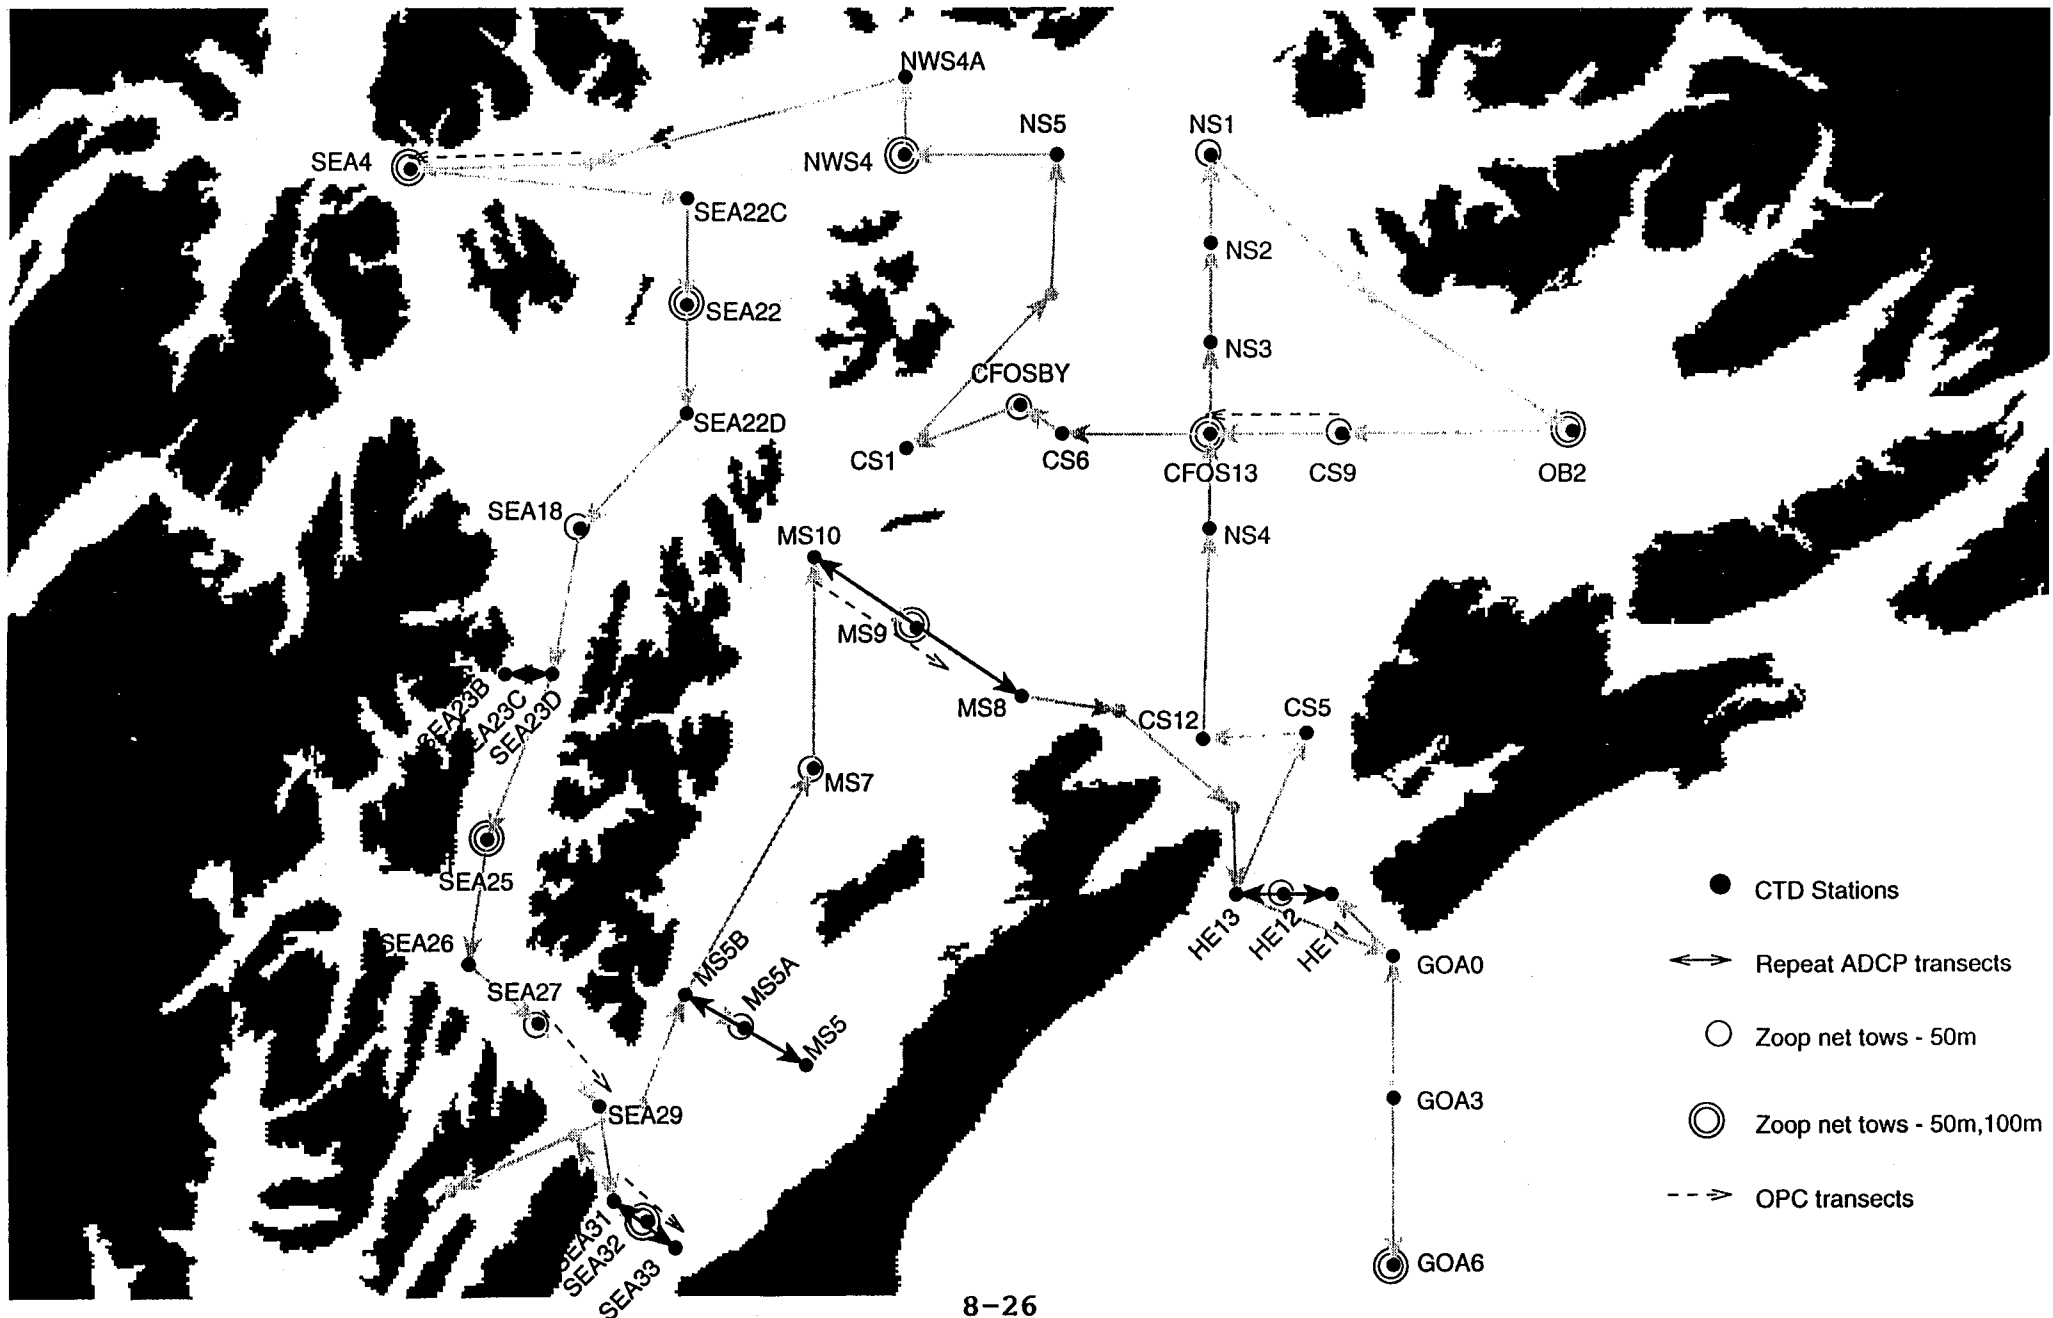 NWS4A
NS5
NS1
SEA4
NWS4
SEA22C
NS2
SEA22
NS3
CFOSBY
SEA22D
CS1
CS6
CFOS13
CS9
OB2
SEA18
MS10
NS4
MS9
SEA23B
SEA23C
SEA23D
MS8
CS12
CS5
MS7
SEA25
CTD Stations
HE13
HE12
HE11
SEA26
MS5B
MS5A
GOA0
Repeat ADCP transects
SEA27
MS5
Zoop net tows - 50m
SEA29
GOA3
Zoop net tows - 50m,100m
OPC transects
SEA31
SEA32
SEA33
GOA6
8-26